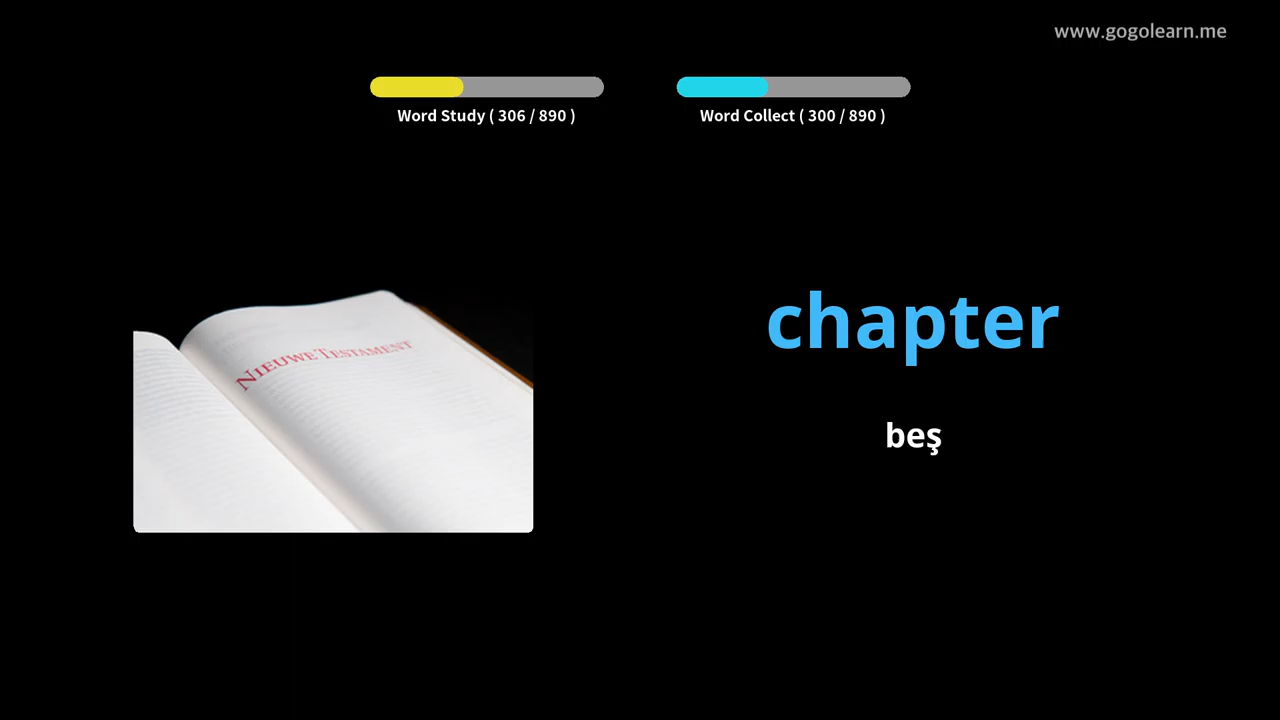 www.gogolearn.me
Word Study ( 306 / 890 )
Word Collect ( 300 / 890 )
NIEUWE TESTAMENT
chapter
beş